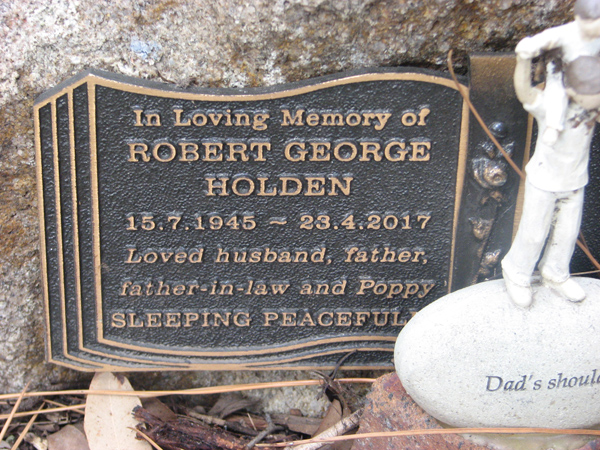 In Loving Memory of
ROBERT GEORGE
HOLDEN
15.7.1945 ~ 23.4.2017
Loved husband, father,
father-in-law and Poppy
SLEEPING
Dad's